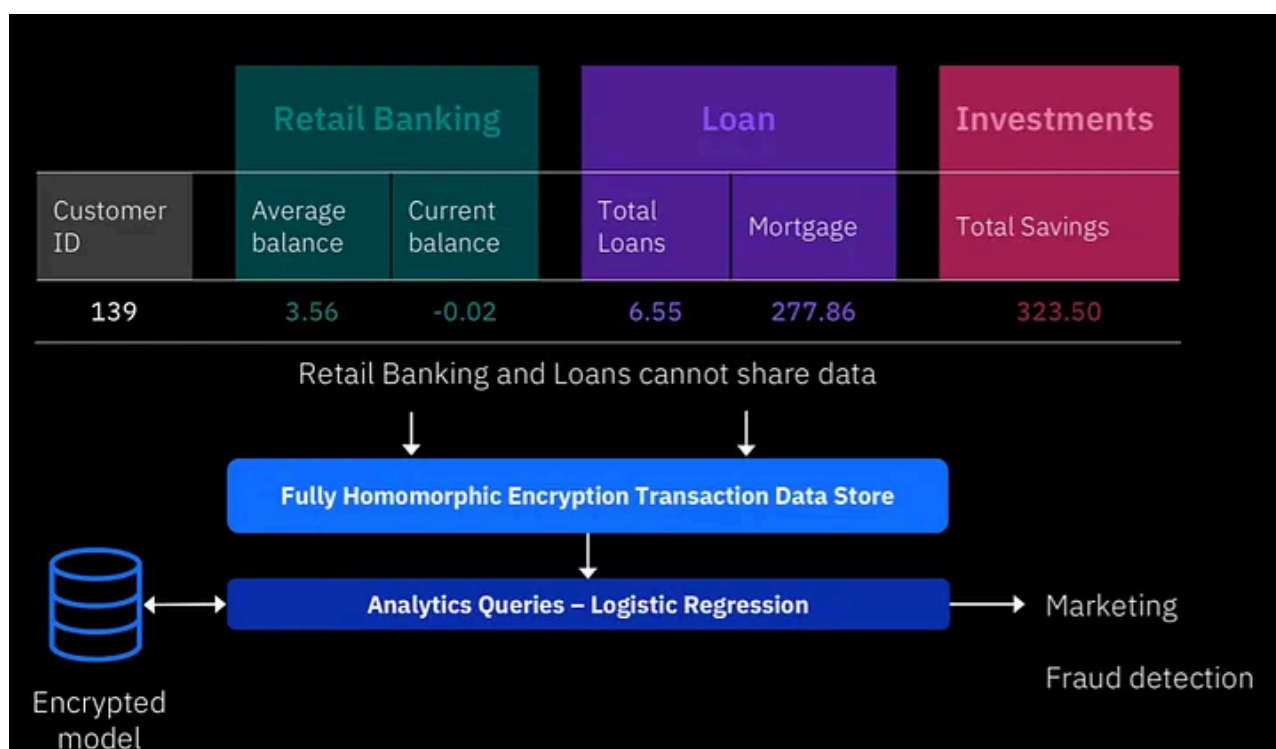 Retail Banking
Loan
Investments
Customer
ID
Average
balance
Current
balance
Total
Loans
Mortgage
Total Savings
139
3.56
-0.02
6.55
277.86
323.50
Retail Banking and Loans cannot share data
Fully Homomorphic Encryption Transaction Data Store
Analytics Queries – Logistic Regression
Marketing
Fraud detection
Encrypted
model